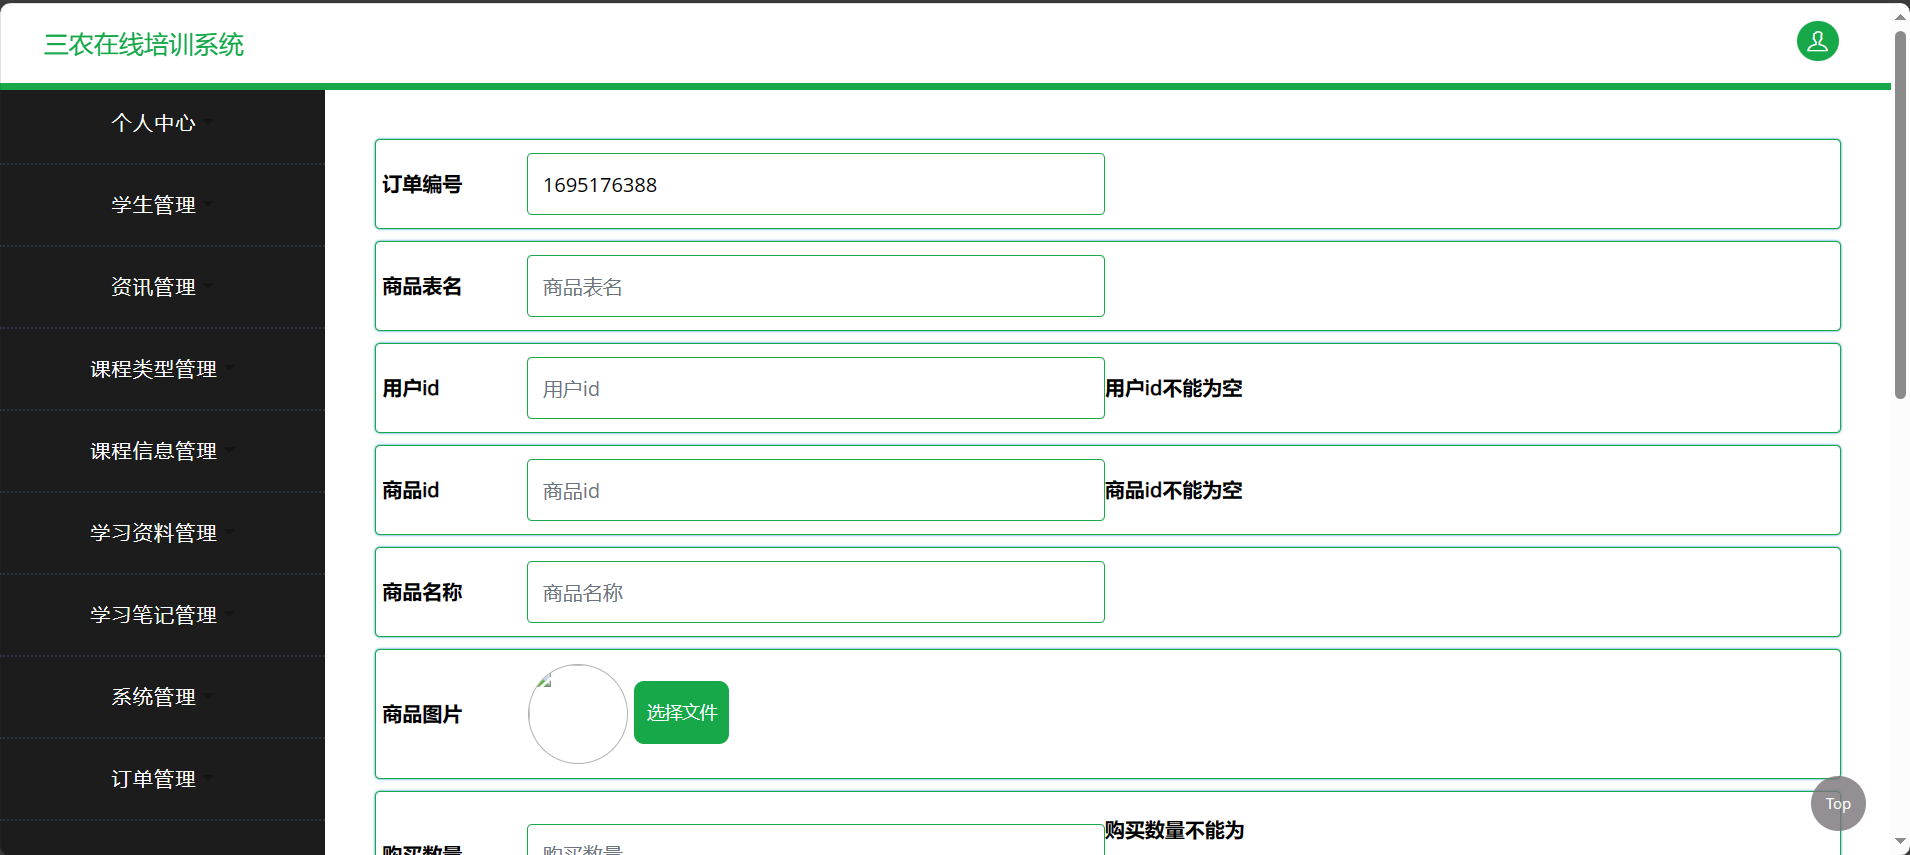 三农在线培训系统
个人中心
学生管理
资讯管理
课程类型管理
课程信息管理
学习资料管理
学习笔记管理
系统管理
订单管理
订单编号 1695176388
商品表名 商品表名
用户id 用户id 用户id不能为空
商品id 商品id 商品id不能为空
商品名称 商品名称
商品图片 选择文件
购买数量不能为
购买数量 购买数量
Top